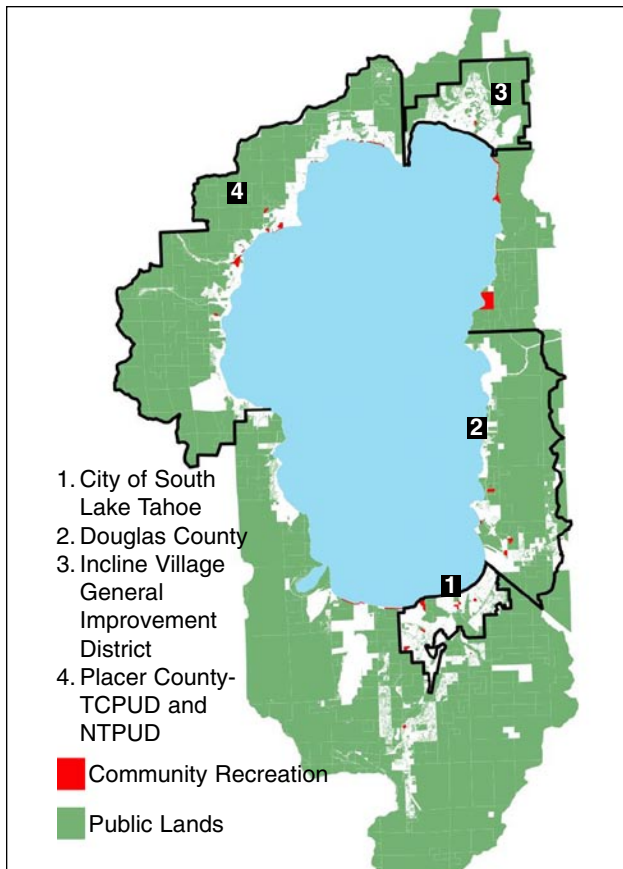 3
4
2
1
1. City of South
Lake Tahoe
2. Douglas County
3. Incline Village
General
Improvement
District
4. Placer County-
TCPUD and
NTPUD
Community Recreation
Public Lands